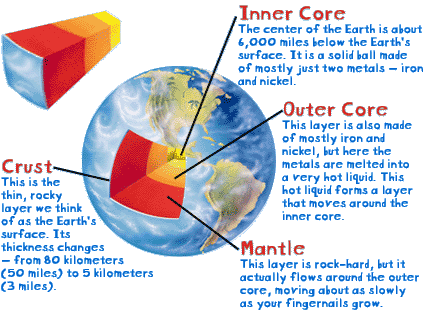 Inner Core
The center of the Earth is about
6,000 miles below the Earth's
surface. It is a solid ball made
of mostly just two metals – iron
and nickel.
Outer Core
This layer is also made
of mostly iron and
nickel, but here the
metals are melted into
a very hot liquid. This
hot liquid forms a layer
that moves around the
inner core.
Crust
This is the
thin, rocky
layer we think
of as the Earth's
surface. Its
thickness changes
– from 80 kilometers
(50 miles) to 5 kilometers
(3 miles).
Mantle
This layer is rock-hard, but it
actually flows around the outer
core, moving about as slowly
as your fingernails grow.